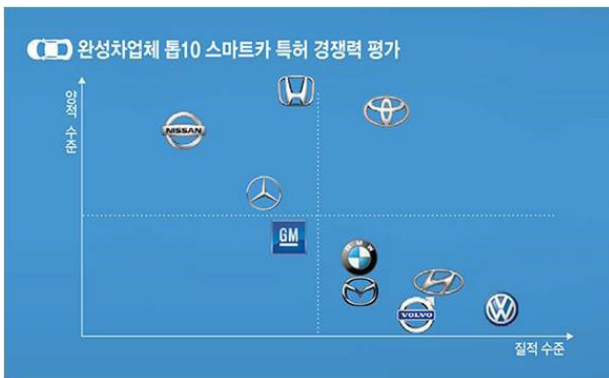 완성차업체 톱10 스마트카 특허 경쟁력 평가
양적 수준
NISSAN
GM
BMW
VOLVO
질적 수준